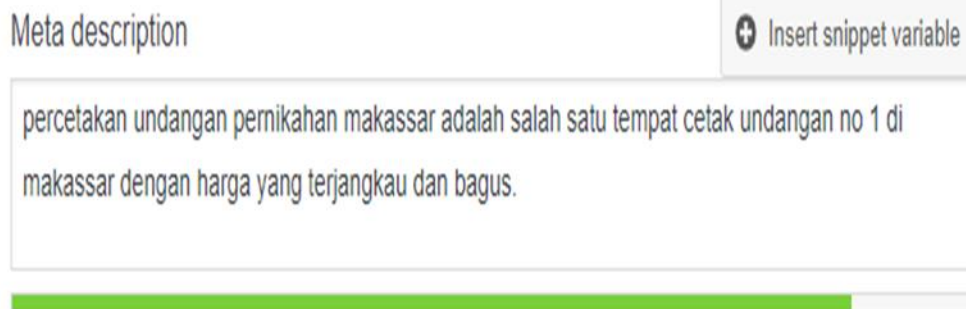 Meta description
Insert snippet variable
percetakan undangan pernikahan makassar adalah salah satu tempat cetak undangan no 1 di
makassar dengan harga yang terjangkau dan bagus.